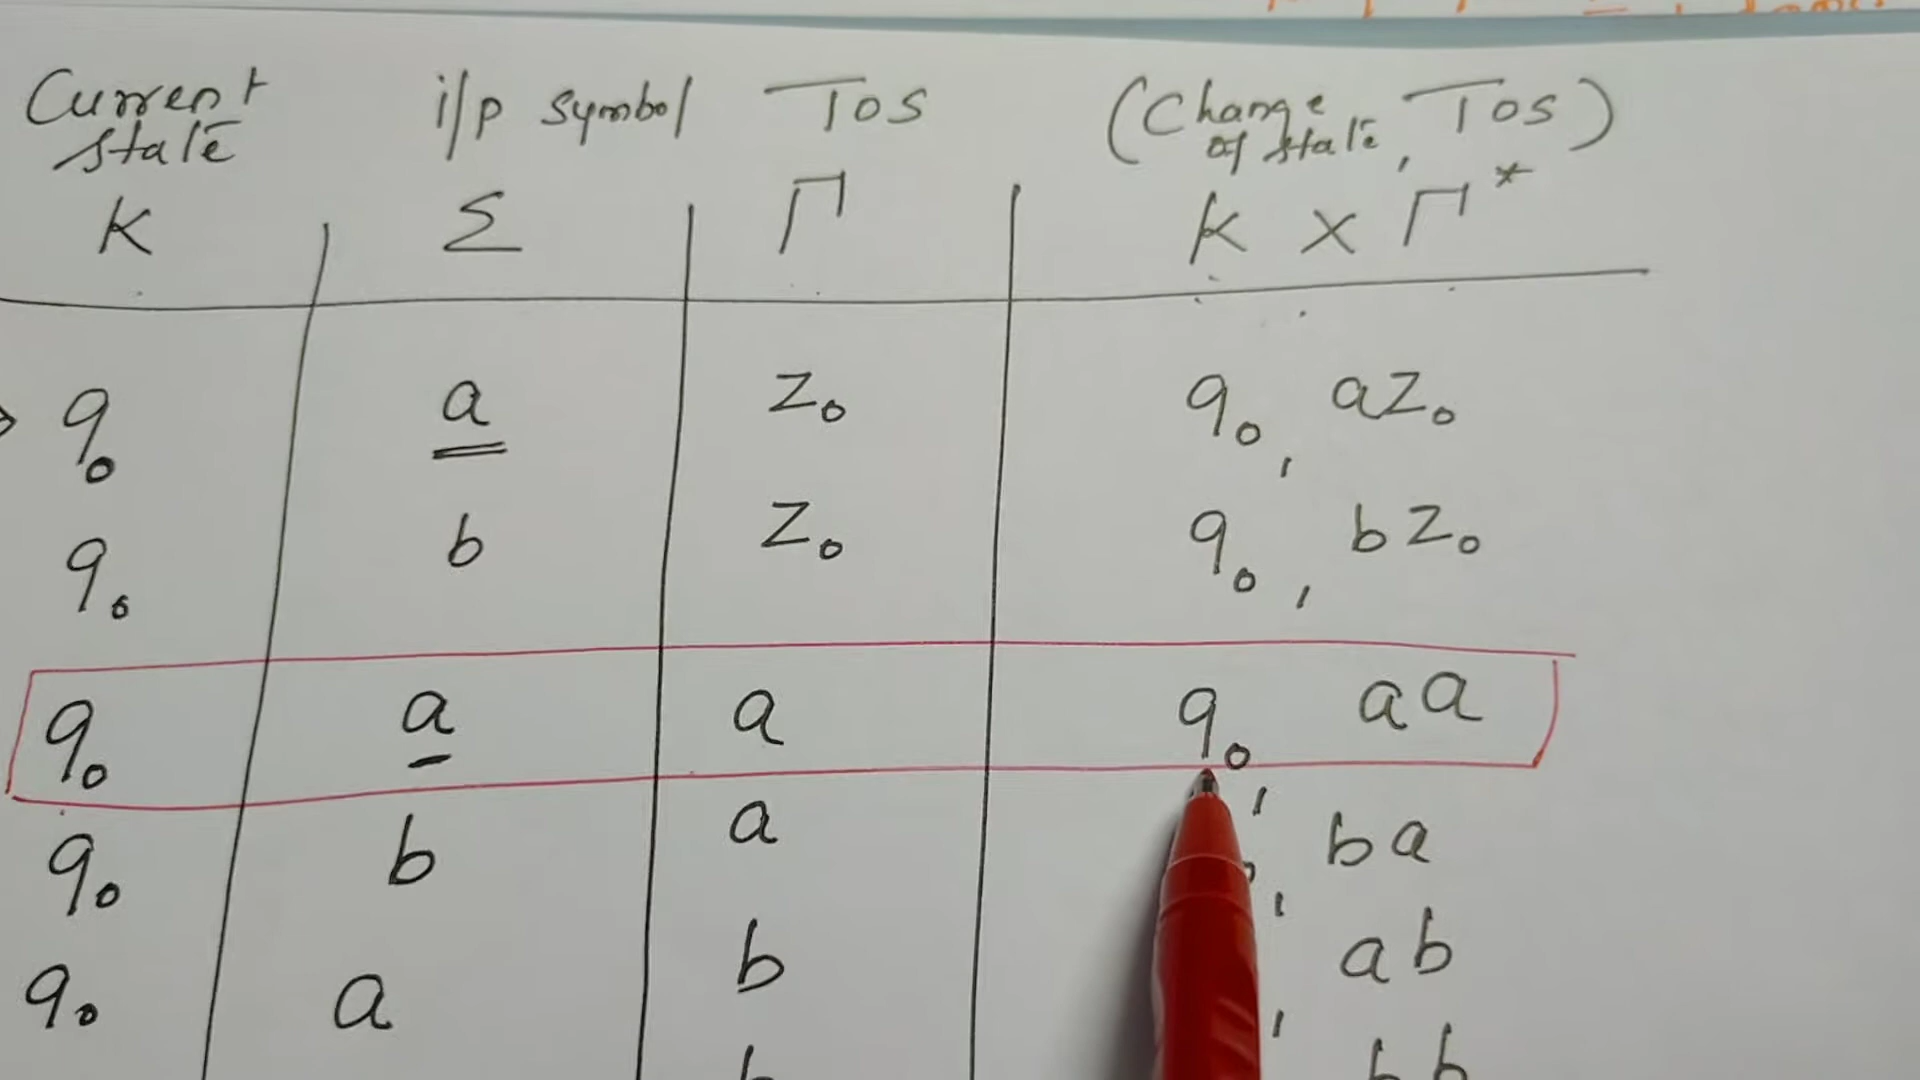 Current state i/p symbol TOS (Change of state, TOS)
K Σ Γ K × Γ*
q₀ a z₀ q₀, az₀
q₀ b z₀ q₀, bz₀
q₀ a a q₀, aa
q₀ b a , ba
q₀ a b , ab
b bb